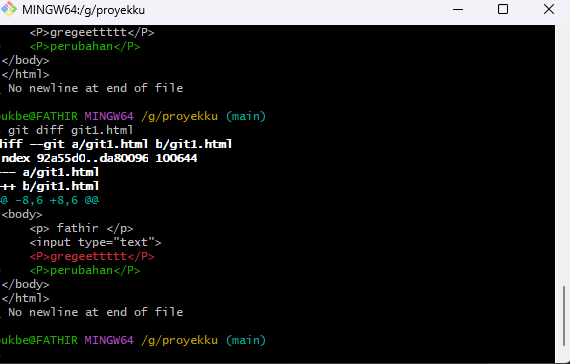 MINGW64:/g/proyekku
<P>gregeettttt</P>
<P>perubahan</P>
</body>
</html>
No newline at end of file
ukbe@FATHIR MINGW64 /g/proyekku (main)
git diff git1.html
diff --git a/git1.html b/git1.html
index 92a55d0..da80096 100644
--- a/git1.html
+++ b/git1.html
@@ -8,6 +8,6 @@
<body>
<p> fathir </p>
<input type="text">
<P>gregeettttt</P>
<P>perubahan</P>
</body>
</html>
No newline at end of file
ukbe@FATHIR MINGW64 /g/proyekku (main)